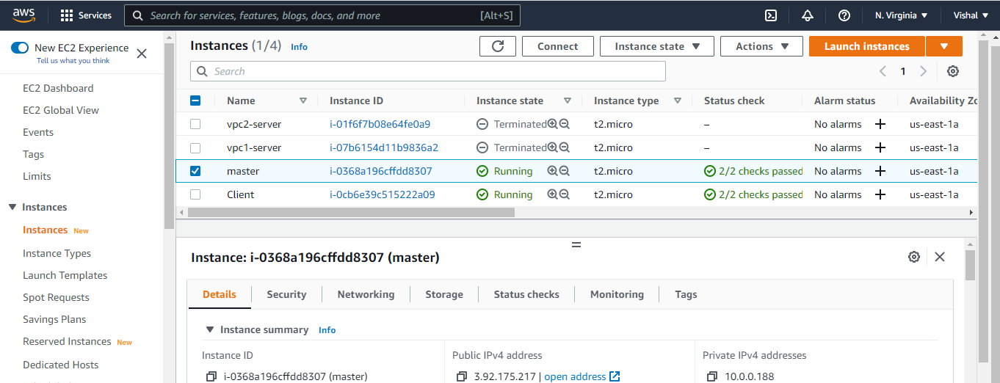 aws Services Search for services, features, blogs, docs, and more [Alt+S] N. Virginia Vishal
New EC2 Experience
Tell us what you think
EC2 Dashboard
EC2 Global View
Events
Tags
Limits
Instances
Instances New
Instance Types
Launch Templates
Spot Requests
Savings Plans
Reserved Instances New
Dedicated Hosts
Instances (1/4) Info Connect Instance state Actions Launch instances
Search 1
Name Instance ID Instance state Instance type Status check Alarm status Availability Zo
vpc2-server i-01f6f7b08e64fe0a9 Terminated t2.micro – No alarms us-east-1a
vpc1-server i-07b6154d11b9836a2 Terminated t2.micro – No alarms us-east-1a
master i-0368a196cffdd8307 Running t2.micro 2/2 checks passed No alarms us-east-1a
Client i-0cb6e39c515222a09 Running t2.micro 2/2 checks passed No alarms us-east-1a
Instance: i-0368a196cffdd8307 (master)
Details Security Networking Storage Status checks Monitoring Tags
Instance summary Info
Instance ID Public IPv4 address Private IPv4 addresses
i-0368a196cffdd8307 (master) 3.92.175.217 | open address 10.0.0.188